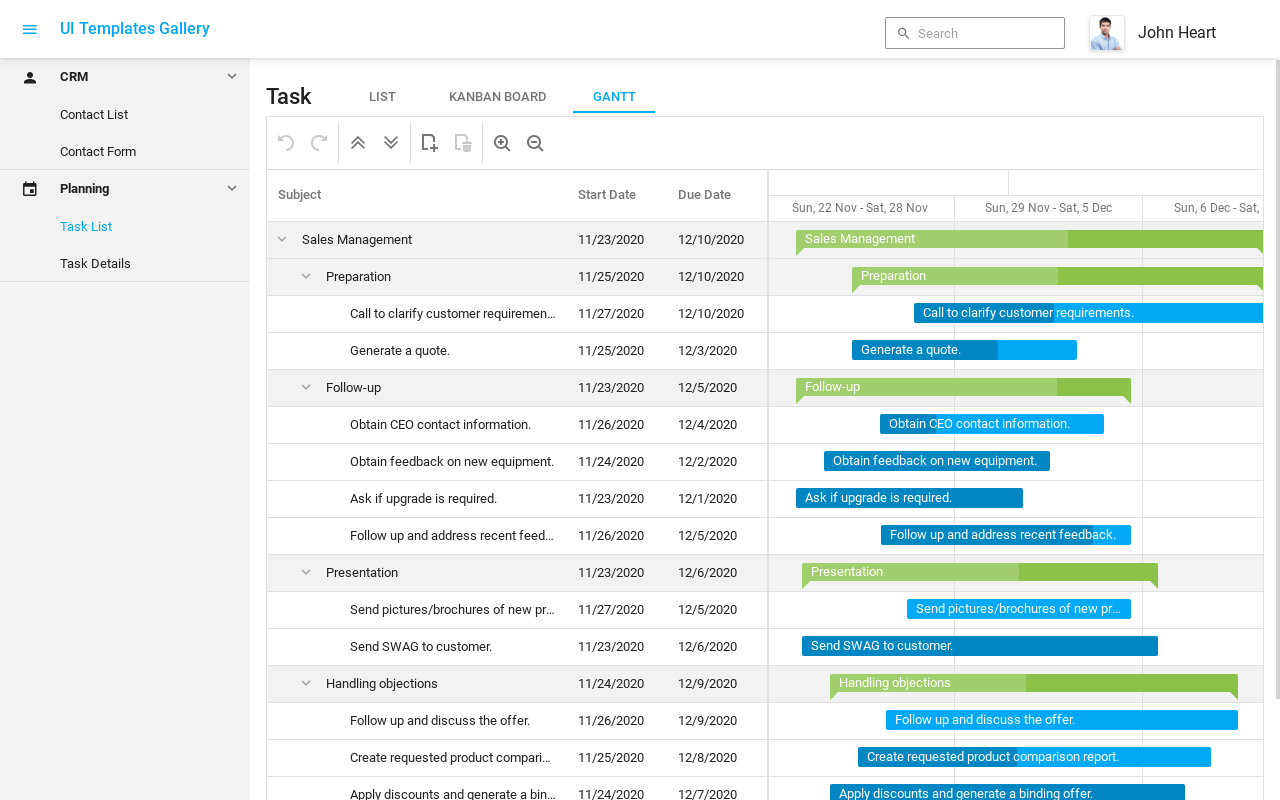 UI Templates Gallery
Search
John Heart
CRM
Contact List
Contact Form
Planning
Task List
Task Details
Task
LIST
KANBAN BOARD
GANTT
Subject Start Date Due Date
Sun, 22 Nov - Sat, 28 Nov Sun, 29 Nov - Sat, 5 Dec Sun, 6 Dec - Sat,
Sales Management 11/23/2020 12/10/2020 Sales Management
Preparation 11/25/2020 12/10/2020 Preparation
Call to clarify customer requiremen… 11/27/2020 12/10/2020 Call to clarify customer requirements.
Generate a quote. 11/25/2020 12/3/2020 Generate a quote.
Follow-up 11/23/2020 12/5/2020 Follow-up
Obtain CEO contact information. 11/26/2020 12/4/2020 Obtain CEO contact information.
Obtain feedback on new equipment. 11/24/2020 12/2/2020 Obtain feedback on new equipment.
Ask if upgrade is required. 11/23/2020 12/1/2020 Ask if upgrade is required.
Follow up and address recent feed… 11/26/2020 12/5/2020 Follow up and address recent feedback.
Presentation 11/23/2020 12/6/2020 Presentation
Send pictures/brochures of new pr… 11/27/2020 12/5/2020 Send pictures/brochures of new pr…
Send SWAG to customer. 11/23/2020 12/6/2020 Send SWAG to customer.
Handling objections 11/24/2020 12/9/2020 Handling objections
Follow up and discuss the offer. 11/26/2020 12/9/2020 Follow up and discuss the offer.
Create requested product compari… 11/25/2020 12/8/2020 Create requested product comparison report.
Apply discounts and generate a bin… 11/24/2020 12/7/2020 Apply discounts and generate a binding offer.